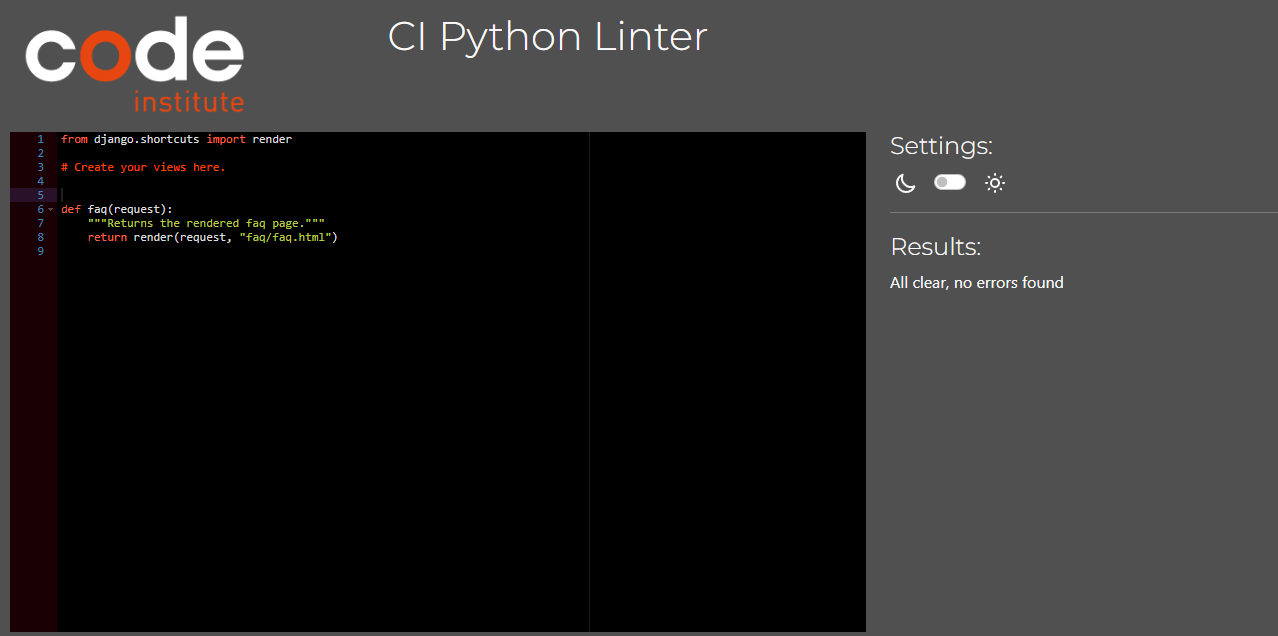 code
institute
CI Python Linter
1 from django.shortcuts import render
2
3 # Create your views here.
4
5
6 def faq(request):
7     """Returns the rendered faq page."""
8     return render(request, "faq/faq.html")
9
Settings:
Results:
All clear, no errors found